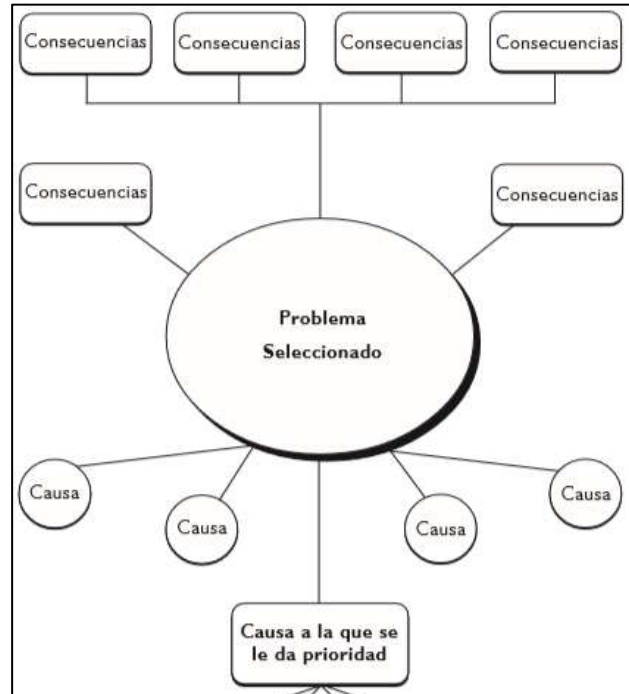 Consecuencias
Consecuencias
Consecuencias
Consecuencias
Consecuencias
Consecuencias
Problema
Seleccionado
Causa
Causa
Causa
Causa
Causa a la que se
le da prioridad